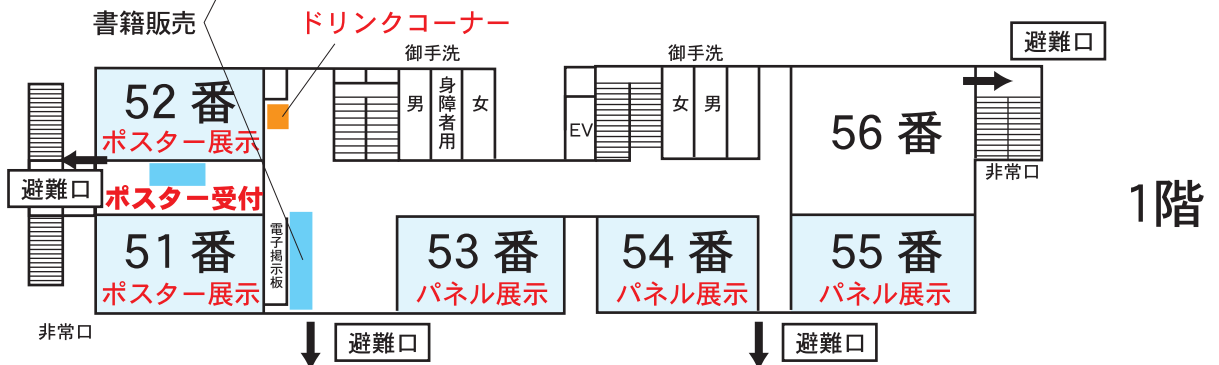 書籍販売
ドリンクコーナー
御手洗
御手洗
避難口
52 番
ポスター展示
男
身障者用
女
EV
女
男
56 番
非常口
避難口
ポスター受付
1階
51 番
ポスター展示
電子掲示板
53 番
パネル展示
54 番
パネル展示
55 番
パネル展示
非常口
避難口
避難口